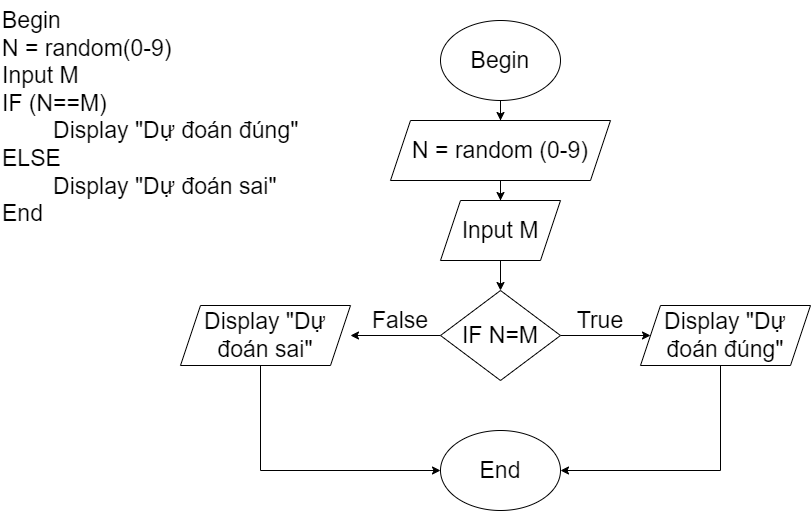 Begin
N = random(0-9)
Input M
IF (N==M)
Display "Dự đoán đúng"
ELSE
Display "Dự đoán sai"
End
Begin
N = random (0-9)
Input M
IF N=M
False
True
Display "Dự
đoán sai"
Display "Dự
đoán đúng"
End